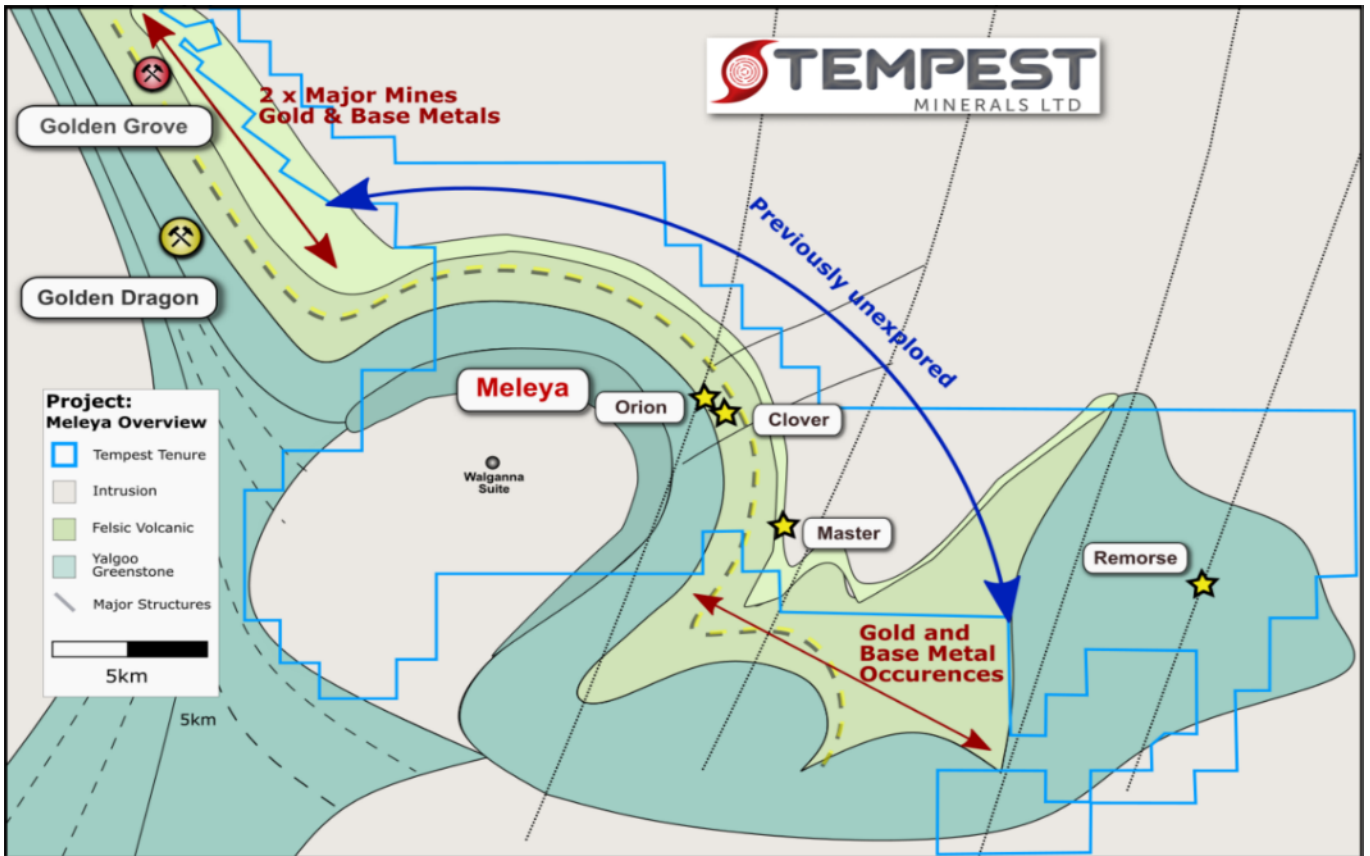 TEMPEST
MINERALS LTD
2 x Major Mines
Gold & Base Metals
Golden Grove
Golden Dragon
Previously unexplored
Meleya
Orion
Clover
Walganna
Suite
Master
Remorse
Gold and
Base Metal
Occurences
Project:
Meleya Overview
Tempest Tenure
Intrusion
Felsic Volcanic
Yalgoo
Greenstone
Major Structures
5km
5km